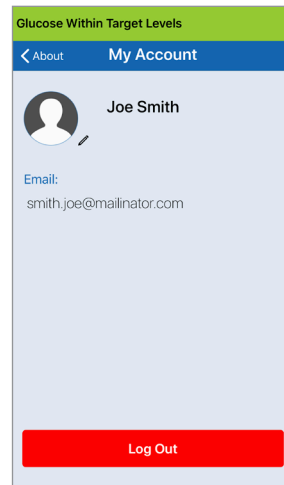 Glucose Within Target Levels
About
My Account
Joe Smith
Email:
smith.joe@mailinator.com
Log Out